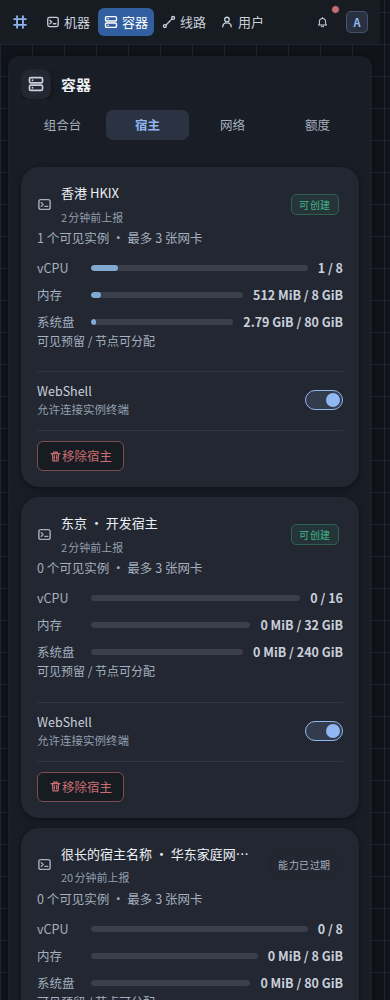 机器 容器 线路 用户 A
容器
组合台 宿主 网络 额度
香港 HKIX
2分钟前上报
可创建
1 个可见实例 · 最多 3 张网卡
vCPU 1 / 8
内存 512 MiB / 8 GiB
系统盘 2.79 GiB / 80 GiB
可见预留 / 节点可分配
WebShell
允许连接实例终端
移除宿主
东京 · 开发宿主
2分钟前上报
可创建
0 个可见实例 · 最多 3 张网卡
vCPU 0 / 16
内存 0 MiB / 32 GiB
系统盘 0 MiB / 240 GiB
可见预留 / 节点可分配
WebShell
允许连接实例终端
移除宿主
很长的宿主名称 · 华东家庭网…
20分钟前上报
能力已过期
0 个可见实例 · 最多 3 张网卡
vCPU 0 / 8
内存 0 MiB / 8 GiB
系统盘 0 MiB / 80 GiB
可见预留 / 节点可分配